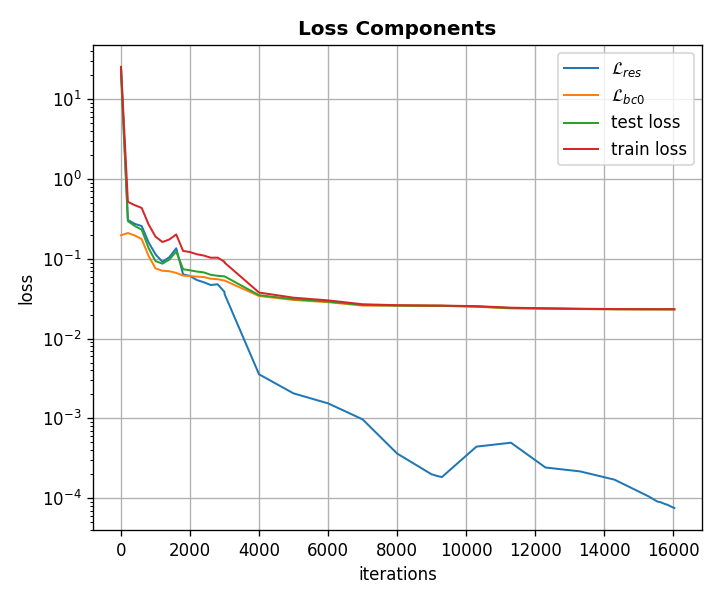 Loss Components
ℒ_res
ℒ_bc0
test loss
train loss
10^1
10^0
10^−1
10^−2
10^−3
10^−4
loss
0 2000 4000 6000 8000 10000 12000 14000 16000
iterations